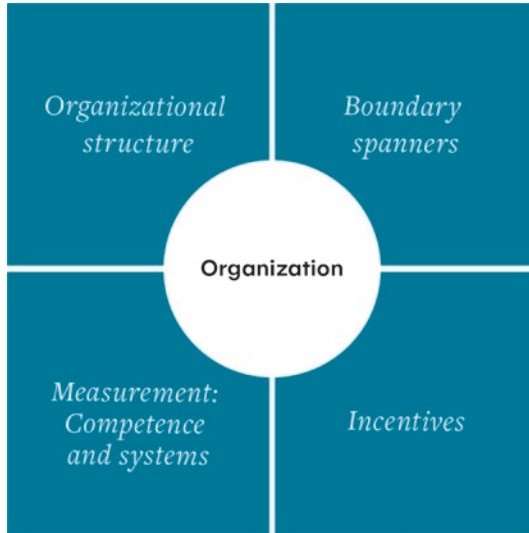 Organizational
structure
Boundary
spanners
Organization
Measurement:
Competence
and systems
Incentives